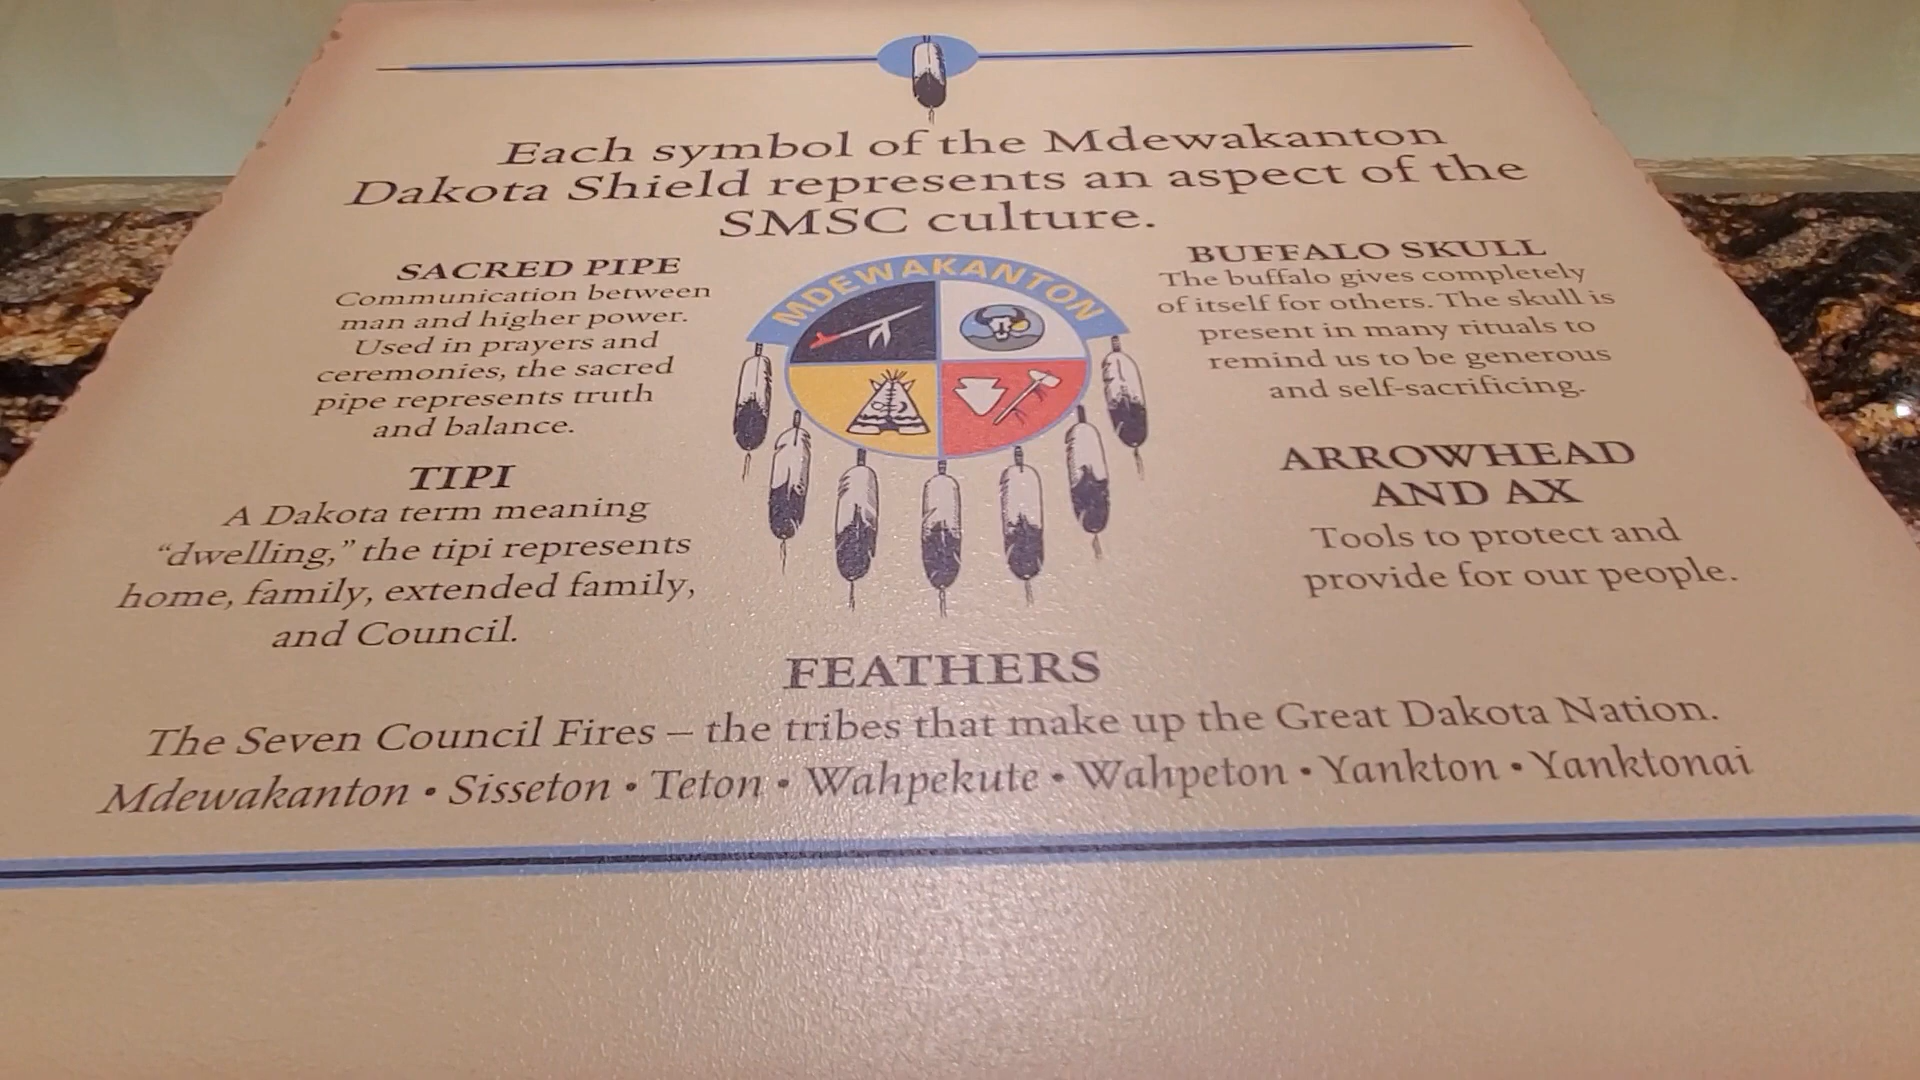 Each symbol of the Mdewakanton
Dakota Shield represents an aspect of the
SMSC culture.
SACRED PIPE
Communication between
man and higher power.
Used in prayers and
ceremonies, the sacred
pipe represents truth
and balance.
TIPI
A Dakota term meaning
“dwelling,” the tipi represents
home, family, extended family,
and Council.
MDEWAKANTON
BUFFALO SKULL
The buffalo gives completely
of itself for others. The skull is
present in many rituals to
remind us to be generous
and self-sacrificing.
ARROWHEAD
AND AX
Tools to protect and
provide for our people.
FEATHERS
The Seven Council Fires – the tribes that make up the Great Dakota Nation.
Mdewakanton • Sisseton • Teton • Wahpekute • Wahpeton • Yankton • Yanktonai